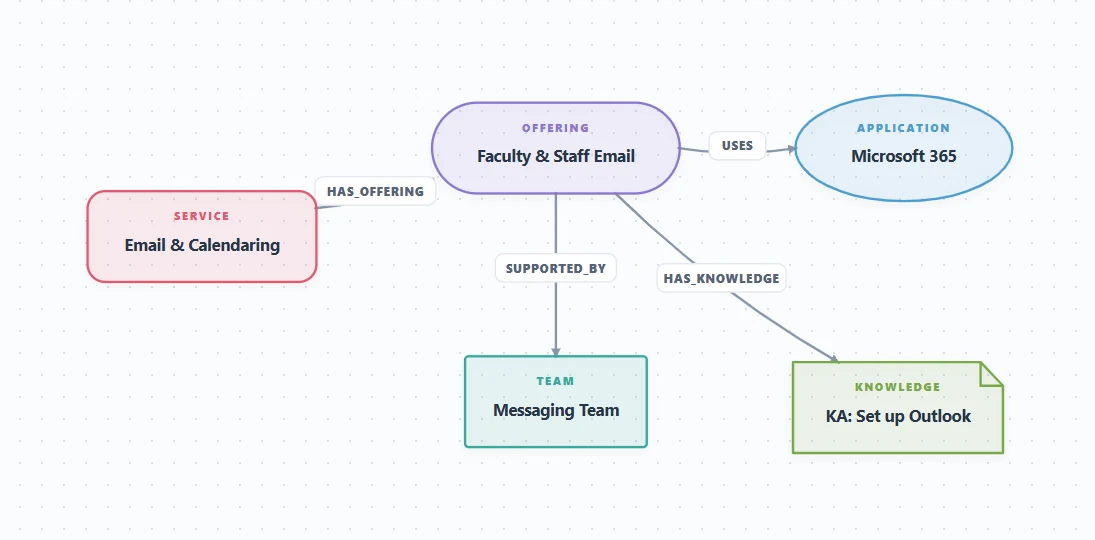 OFFERING
Faculty & Staff Email
USES
APPLICATION
Microsoft 365
HAS_OFFERING
SERVICE
Email & Calendaring
SUPPORTED_BY
HAS_KNOWLEDGE
TEAM
Messaging Team
KNOWLEDGE
KA: Set up Outlook